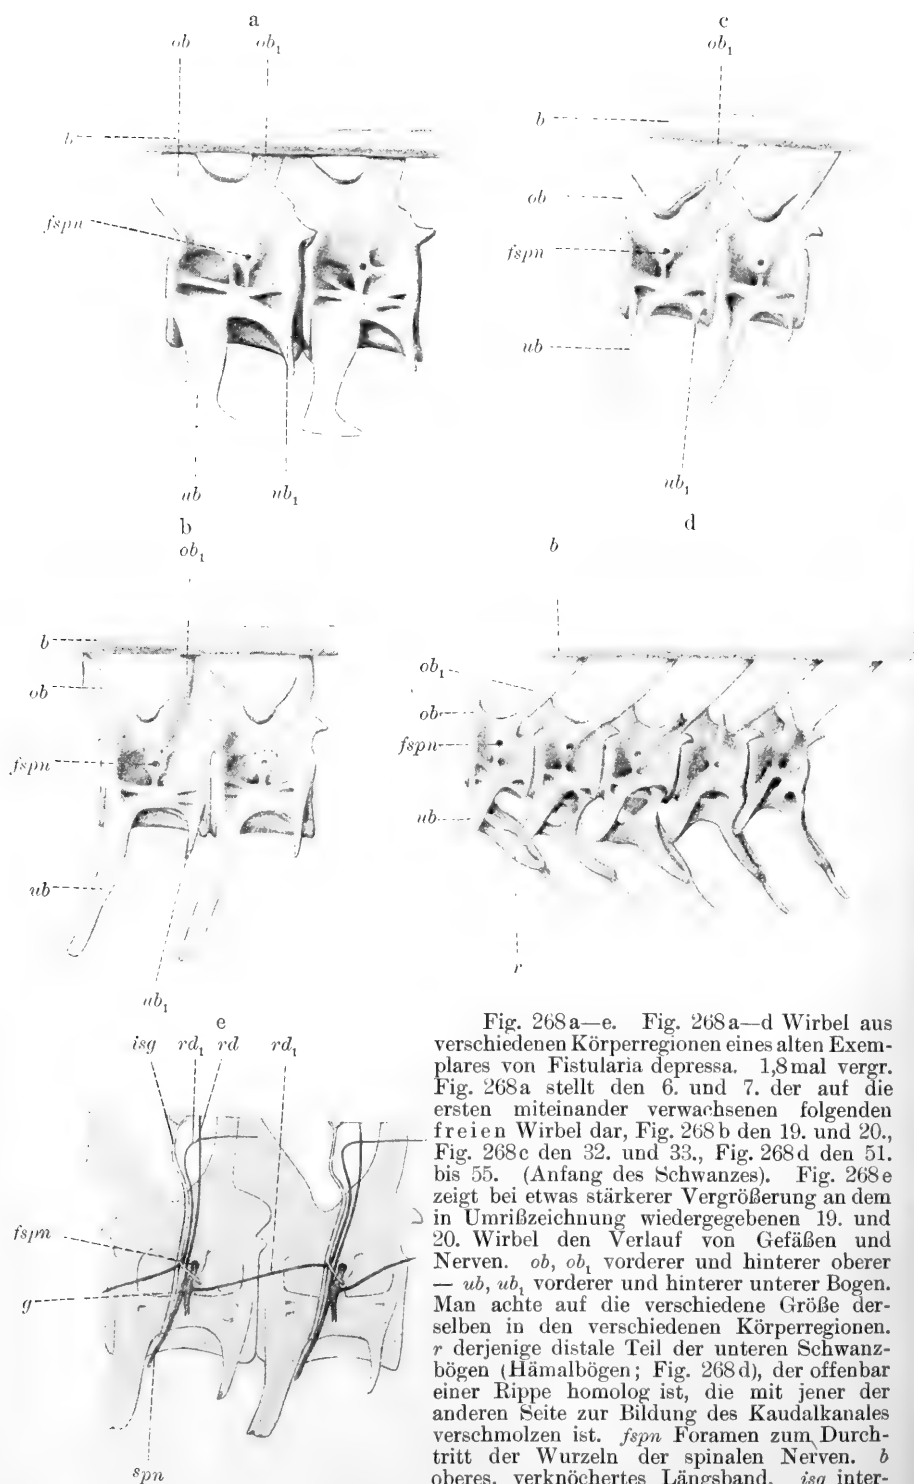 a
ob ob₁
b
fspn
ub ub₁
c
ob₁
b
ob
fspn
ub
ub₁
b
ob₁
b
ob
fspn
ub
ub₁
d
b
ob₁
ob
fspn
ub
r
e
isg rd₁ rd rd₁
fspn
g
spn
Fig. 268a—e. Fig. 268a—d Wirbel aus
verschiedenen Körperregionen eines alten Exem-
plares von Fistularia depressa. 1,8mal vergr.
Fig. 268a stellt den 6. und 7. der auf die
ersten miteinander verwachsenen folgenden
freien Wirbel dar, Fig. 268b den 19. und 20.,
Fig. 268c den 32. und 33., Fig. 268d den 51.
bis 55. (Anfang des Schwanzes). Fig. 268e
zeigt bei etwas stärkerer Vergrößerung an dem
in Umrißzeichnung wiedergegebenen 19. und
20. Wirbel den Verlauf von Gefäßen und
Nerven. ob, ob₁ vorderer und hinterer oberer
— ub, ub₁ vorderer und hinterer unterer Bogen.
Man achte auf die verschiedene Größe der-
selben in den verschiedenen Körperregionen.
r derjenige distale Teil der unteren Schwanz-
bögen (Hämalbögen; Fig. 268d), der offenbar
einer Rippe homolog ist, die mit jener der
anderen Seite zur Bildung des Kaudalkanales
verschmolzen ist. fspn Foramen zum Durch-
tritt der Wurzeln der spinalen Nerven. b
oberes, verknöchertes Längsband. isg inter-